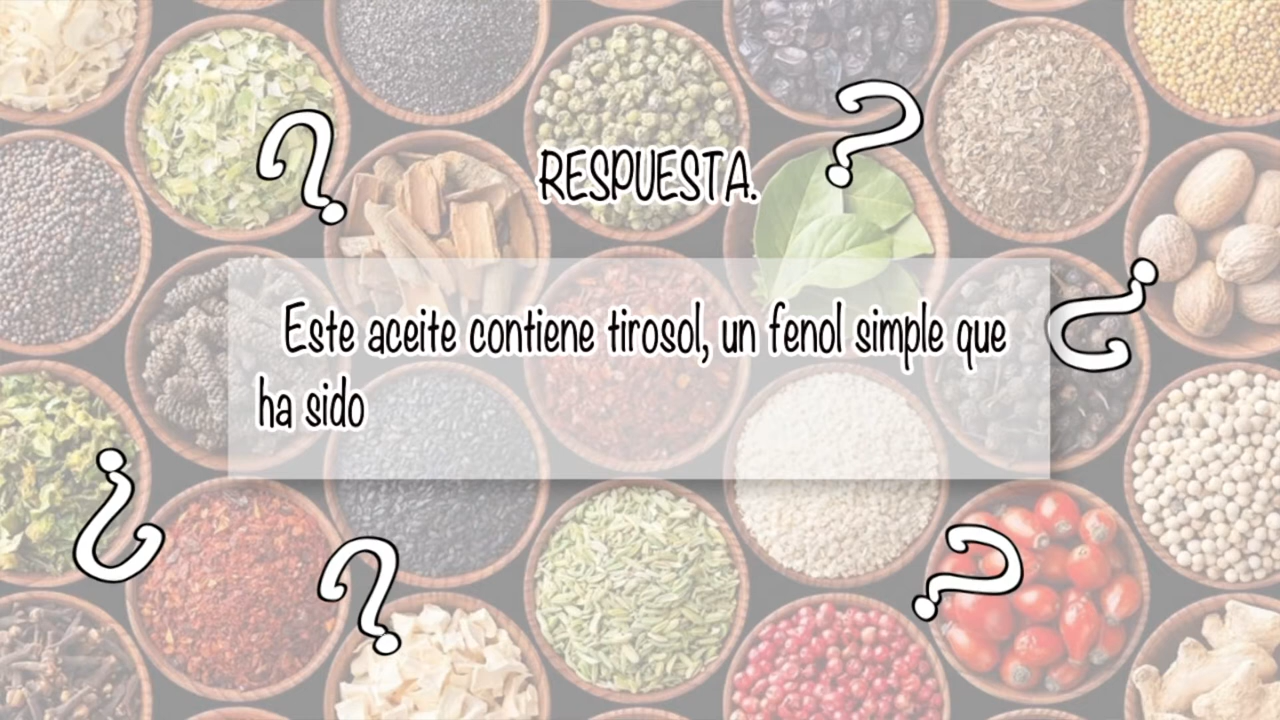 RESPUESTA.
Este aceite contiene tirosol, un fenol simple que
ha sido